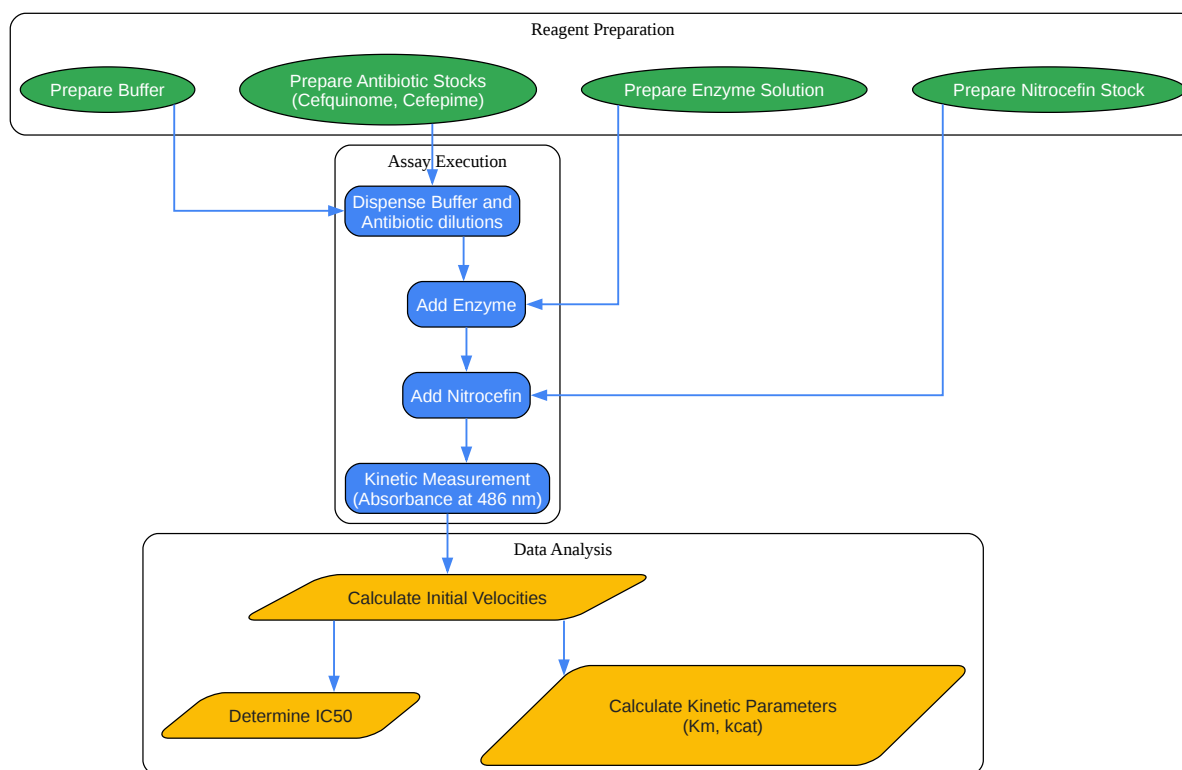 Reagent Preparation
Prepare Buffer
Prepare Antibiotic Stocks
(Cefquinome, Cefepime)
Prepare Enzyme Solution
Prepare Nitrocefin Stock
Assay Execution
Dispense Buffer and
Antibiotic dilutions
Add Enzyme
Add Nitrocefin
Kinetic Measurement
(Absorbance at 486 nm)
Data Analysis
Calculate Initial Velocities
Determine IC50
Calculate Kinetic Parameters
(Km, kcat)